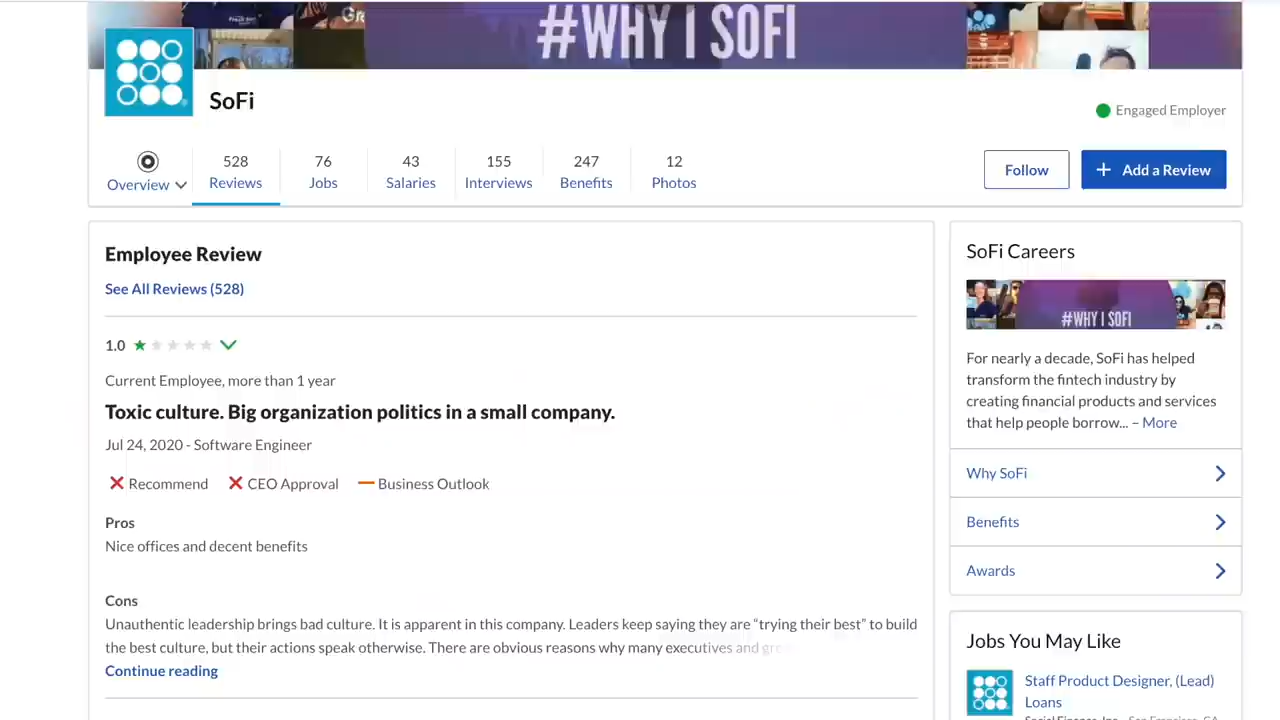 #WHY I SOFI
SoFi
Engaged Employer
Overview
528
Reviews
76
Jobs
43
Salaries
155
Interviews
247
Benefits
12
Photos
Follow
+ Add a Review
Employee Review
See All Reviews (528)
1.0
Current Employee, more than 1 year
Toxic culture. Big organization politics in a small company.
Jul 24, 2020 - Software Engineer
Recommend
CEO Approval
Business Outlook
Pros
Nice offices and decent benefits
Cons
Unauthentic leadership brings bad culture. It is apparent in this company. Leaders keep saying they are “trying their best” to build
the best culture, but their actions speak otherwise. There are obvious reasons why many executives and
Continue reading
SoFi Careers
#WHY I SOFI
For nearly a decade, SoFi has helped
transform the fintech industry by
creating financial products and services
that help people borrow... – More
Why SoFi
Benefits
Awards
Jobs You May Like
Staff Product Designer, (Lead)
Loans